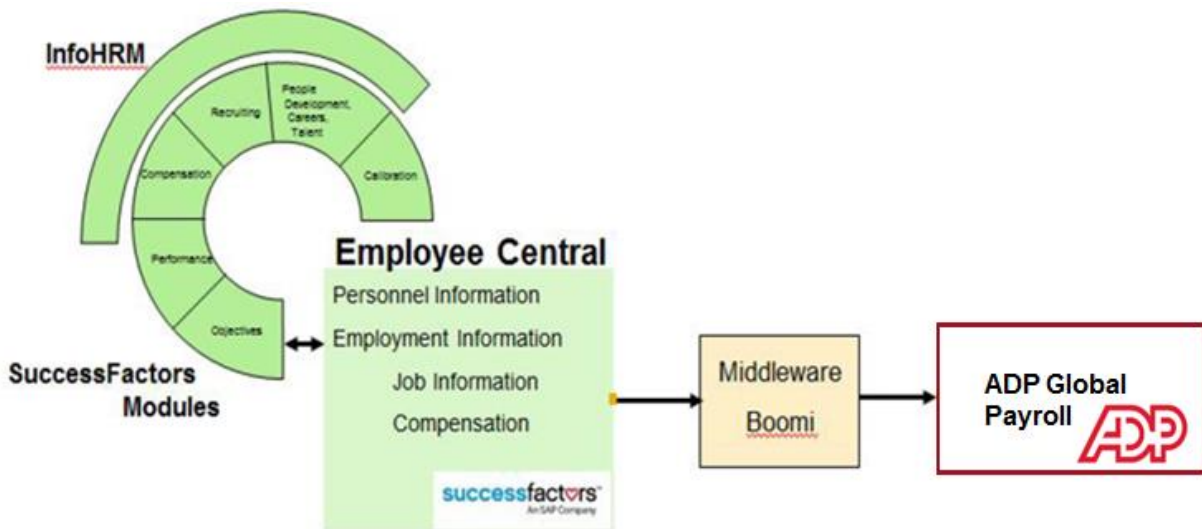 InfoHRM
Recruiting
People
Development,
Careers,
Talent
Compensation
Calibration
Performance
Objectives
SuccessFactors
Modules
Employee Central
Personnel Information
Employment Information
Job Information
Compensation
successfactors™
An SAP Company
Middleware
Boomi
ADP Global
Payroll
ADP